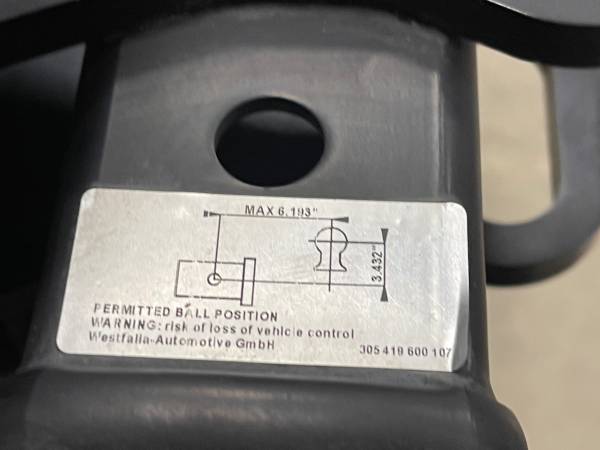 MAX 6.193"
3.432"
PERMITTED BALL POSITION
WARNING: risk of loss of vehicle control
Westfalia-Automotive GmbH
305 419 600 107